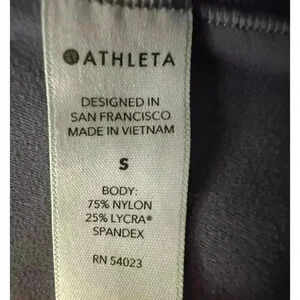 ATHLETA
DESIGNED IN
SAN FRANCISCO
MADE IN VIETNAM
S
BODY:
75% NYLON
25% LYCRA®
SPANDEX
RN 54023